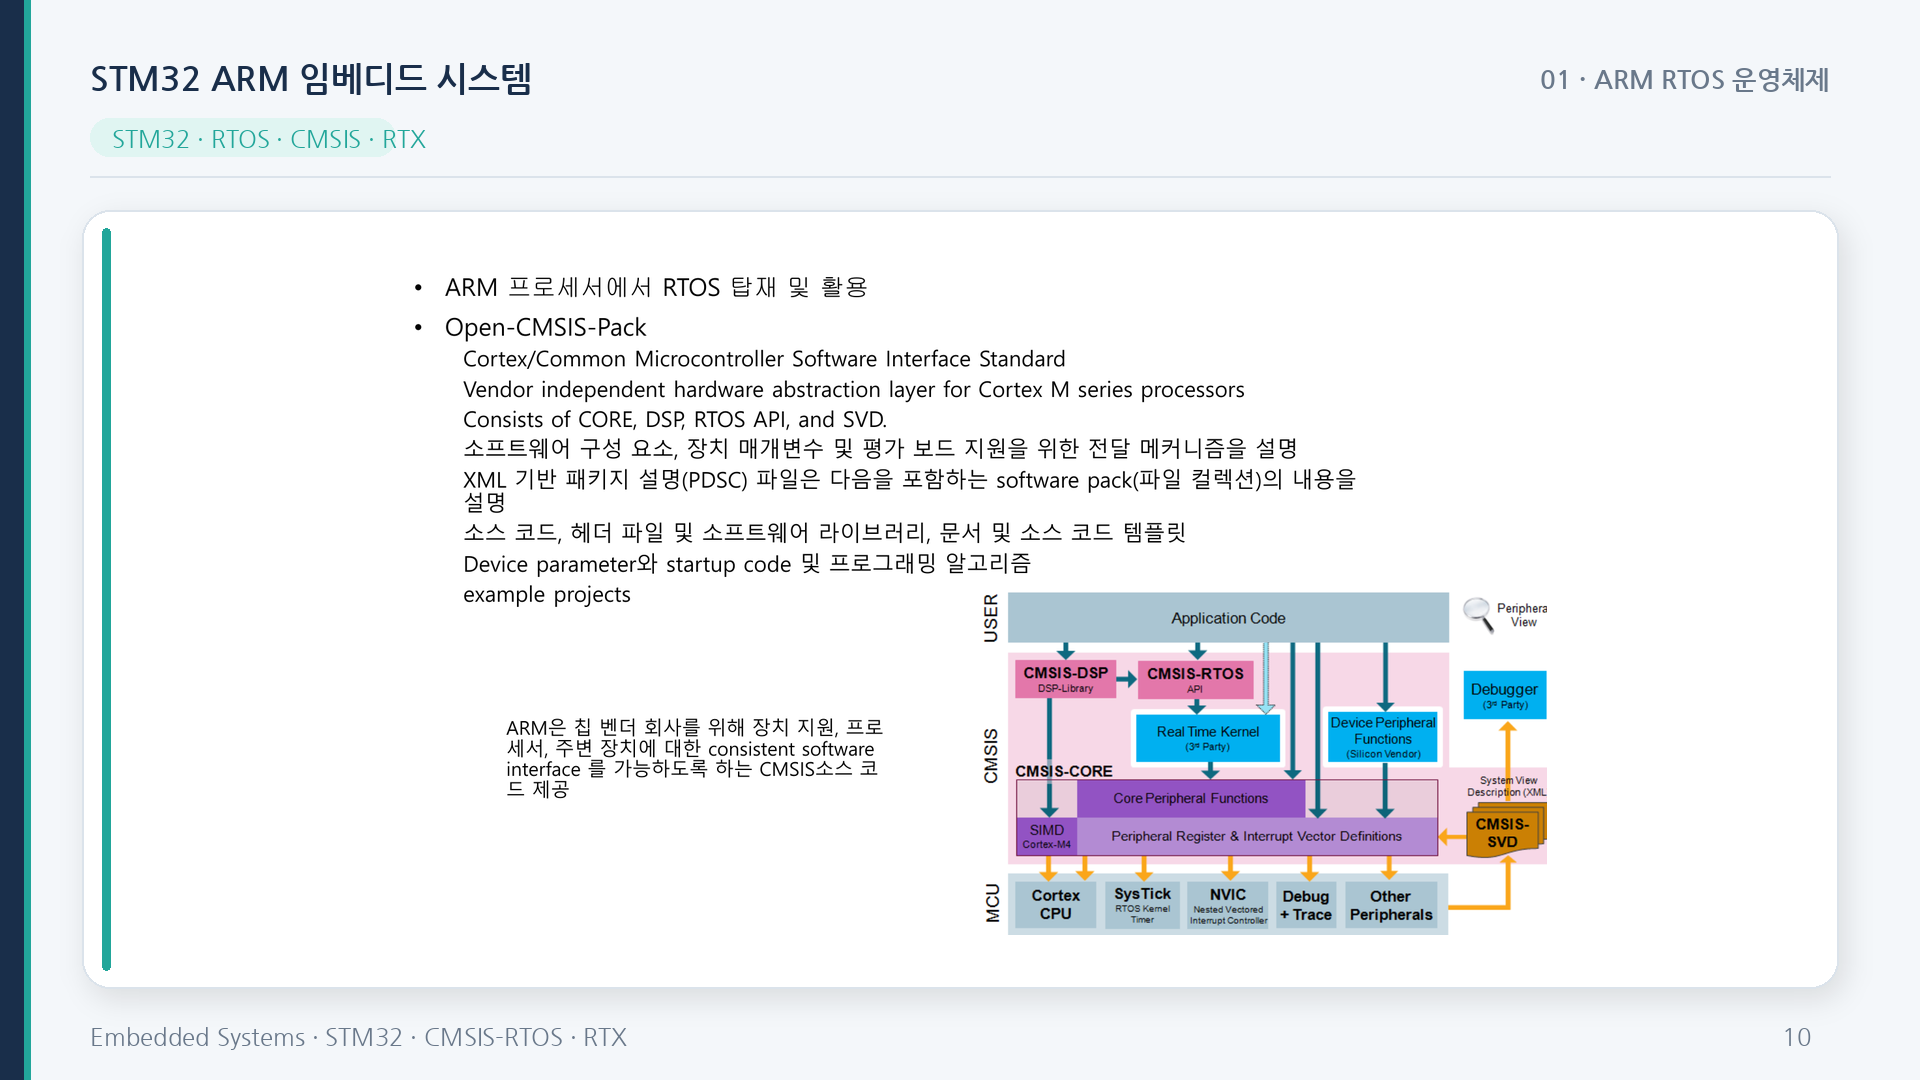 STM32 ARM 임베디드 시스템
01 · ARM RTOS 운영체제
STM32 · RTOS · CMSIS · RTX
• ARM 프로세서에서 RTOS 탑재 및 활용
• Open-CMSIS-Pack
Cortex/Common Microcontroller Software Interface Standard
Vendor independent hardware abstraction layer for Cortex M series processors
Consists of CORE, DSP, RTOS API, and SVD.
소프트웨어 구성 요소, 장치 매개변수 및 평가 보드 지원을 위한 전달 메커니즘을 설명
XML 기반 패키지 설명(PDSC) 파일은 다음을 포함하는 software pack(파일 컬렉션)의 내용을
설명
소스 코드, 헤더 파일 및 소프트웨어 라이브러리, 문서 및 소스 코드 템플릿
Device parameter와 startup code 및 프로그래밍 알고리즘
example projects
ARM은 칩 벤더 회사를 위해 장치 지원, 프로
세서, 주변 장치에 대한 consistent software
interface 를 가능하도록 하는 CMSIS소스 코
드 제공
USER
Application Code
Periphera
View
CMSIS
CMSIS-DSP
DSP-Library
CMSIS-RTOS
API
Real Time Kernel
(3rd Party)
Device Peripheral
Functions
(Silicon Vendor)
Debugger
(3rd Party)
CMSIS-CORE
Core Peripheral Functions
SIMD
Cortex-M4
Peripheral Register & Interrupt Vector Definitions
System View
Description (XML
CMSIS-
SVD
MCU
Cortex
CPU
SysTick
RTOS Kernel
Timer
NVIC
Nested Vectored
Interrupt Controller
Debug
+ Trace
Other
Peripherals
Embedded Systems · STM32 · CMSIS-RTOS · RTX
10